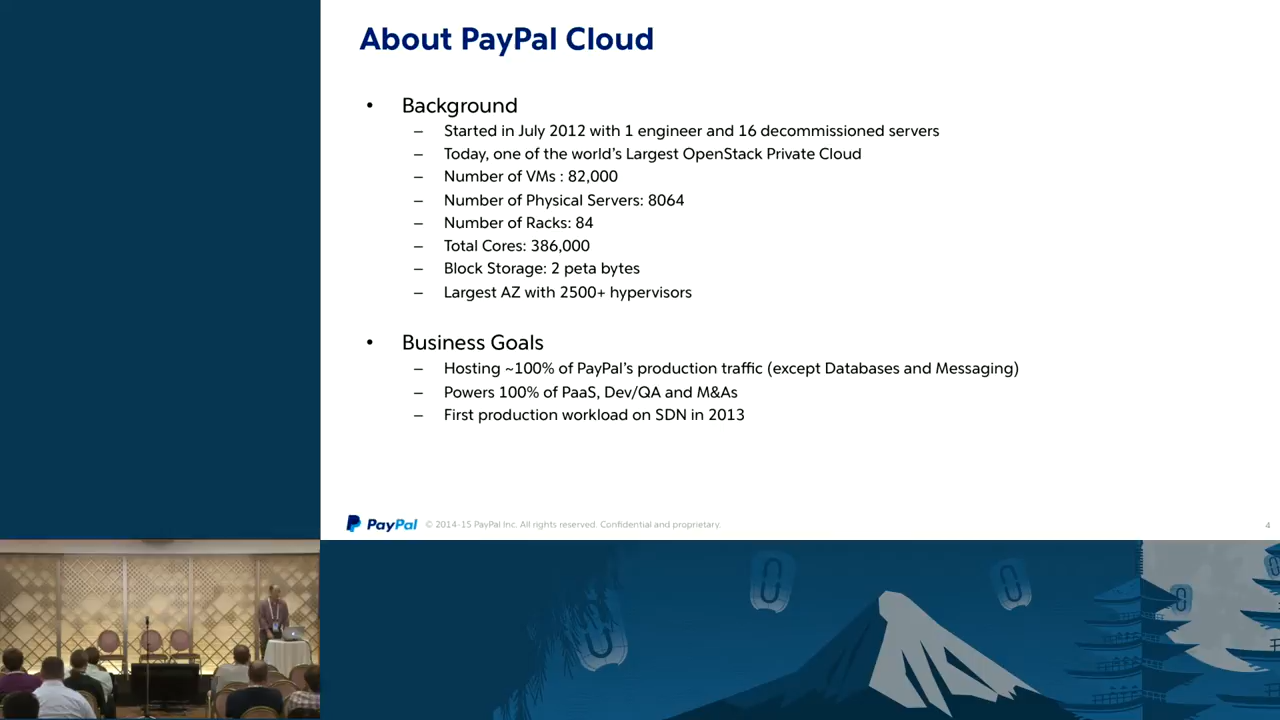 About PayPal Cloud
• Background
– Started in July 2012 with 1 engineer and 16 decommissioned servers
– Today, one of the world's Largest OpenStack Private Cloud
– Number of VMs : 82,000
– Number of Physical Servers: 8064
– Number of Racks: 84
– Total Cores: 386,000
– Block Storage: 2 peta bytes
– Largest AZ with 2500+ hypervisors
• Business Goals
– Hosting ~100% of PayPal's production traffic (except Databases and Messaging)
– Powers 100% of PaaS, Dev/QA and M&As
– First production workload on SDN in 2013
PayPal © 2014-15 PayPal Inc. All rights reserved. Confidential and proprietary.
4